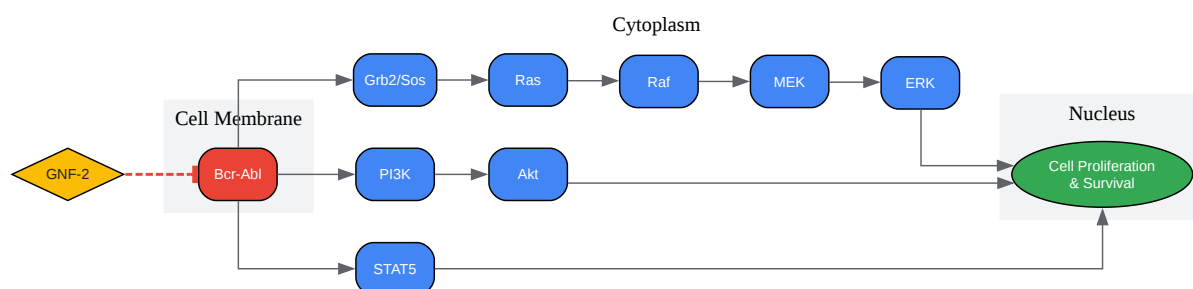 Cytoplasm
Grb2/Sos
Ras
Raf
MEK
ERK
Cell Membrane
Nucleus
GNF-2
Bcr-Abl
PI3K
Akt
Cell Proliferation
& Survival
STAT5